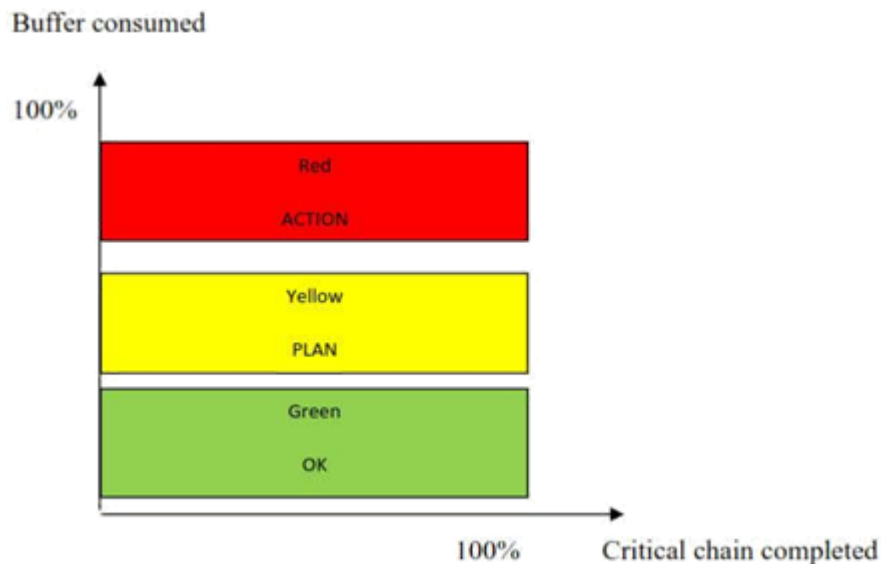 Buffer consumed
100%
Red
ACTION
Yellow
PLAN
Green
OK
100%
Critical chain completed